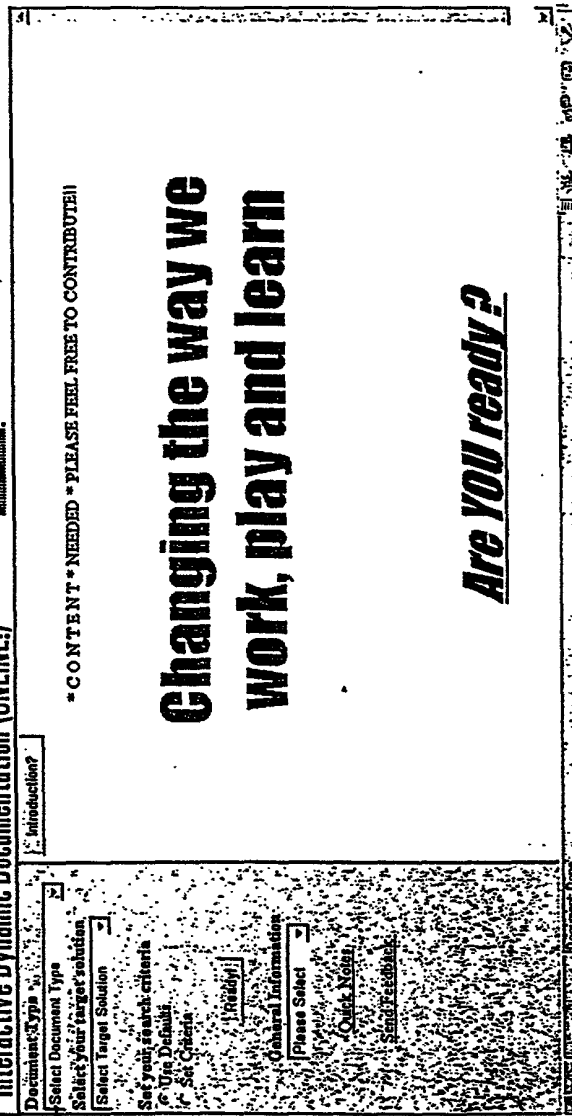 Interactive Dynamic Documentation (ONLINE!)
Document Type
Select Document Type
Select your target solution
Select Target Solution
Set your search criteria
Use Default
Set Criteria
Ready!
General Information
Please Select
Quick Notes
Send Feedback
Introduction?
*CONTENT*NEEDED*PLEASE FEEL FREE TO CONTRIBUTE!!
Changing the way we
work, play and learn
Are YOU ready ?